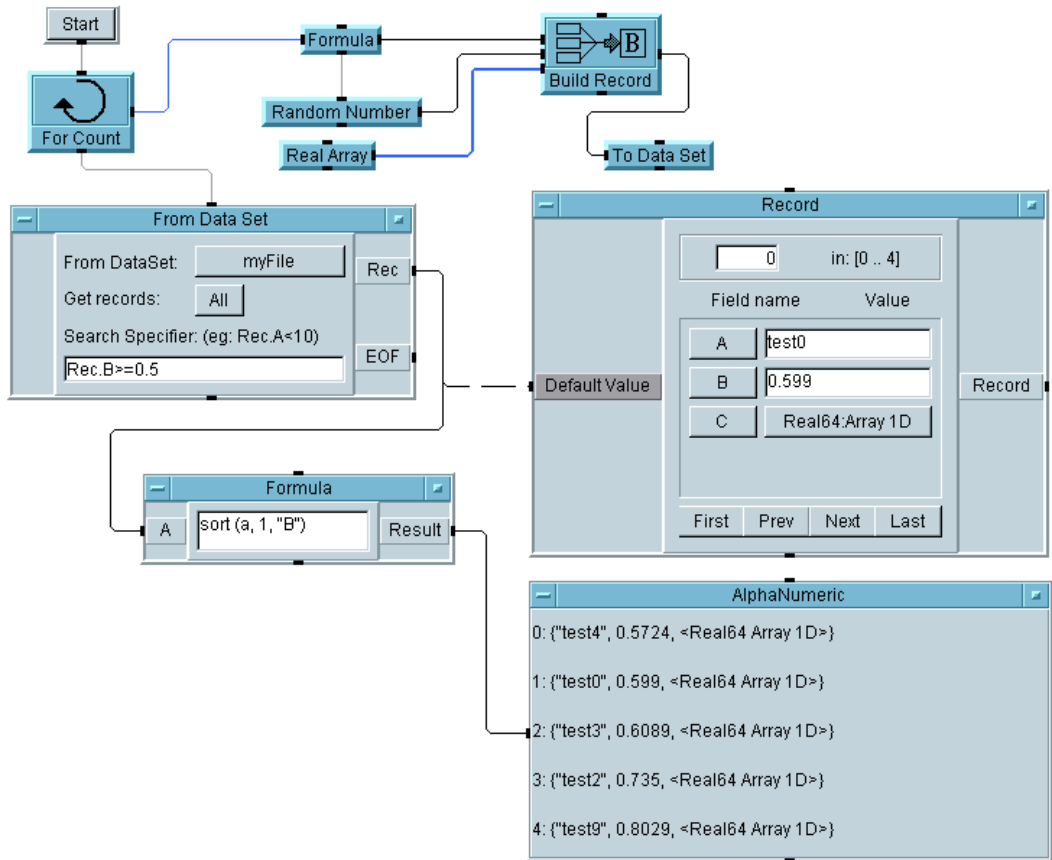 Start
Formula
B
Build Record
For Count
Random Number
Real Array
To Data Set
From Data Set
From DataSet: myFile
Get records: All
Search Specifier: (eg: Rec.A<10)
Rec.B>=0.5
Rec
EOF
Record
0 in: [0 .. 4]
Field name Value
A test0
B 0.599
C Real64:Array 1D
Default Value
Record
First Prev Next Last
Formula
A
sort (a, 1, "B")
Result
AlphaNumeric
0: {"test4", 0.5724, <Real64 Array 1D>}
1: {"test0", 0.599, <Real64 Array 1D>}
2: {"test3", 0.6089, <Real64 Array 1D>}
3: {"test2", 0.735, <Real64 Array 1D>}
4: {"test9", 0.8029, <Real64 Array 1D>}